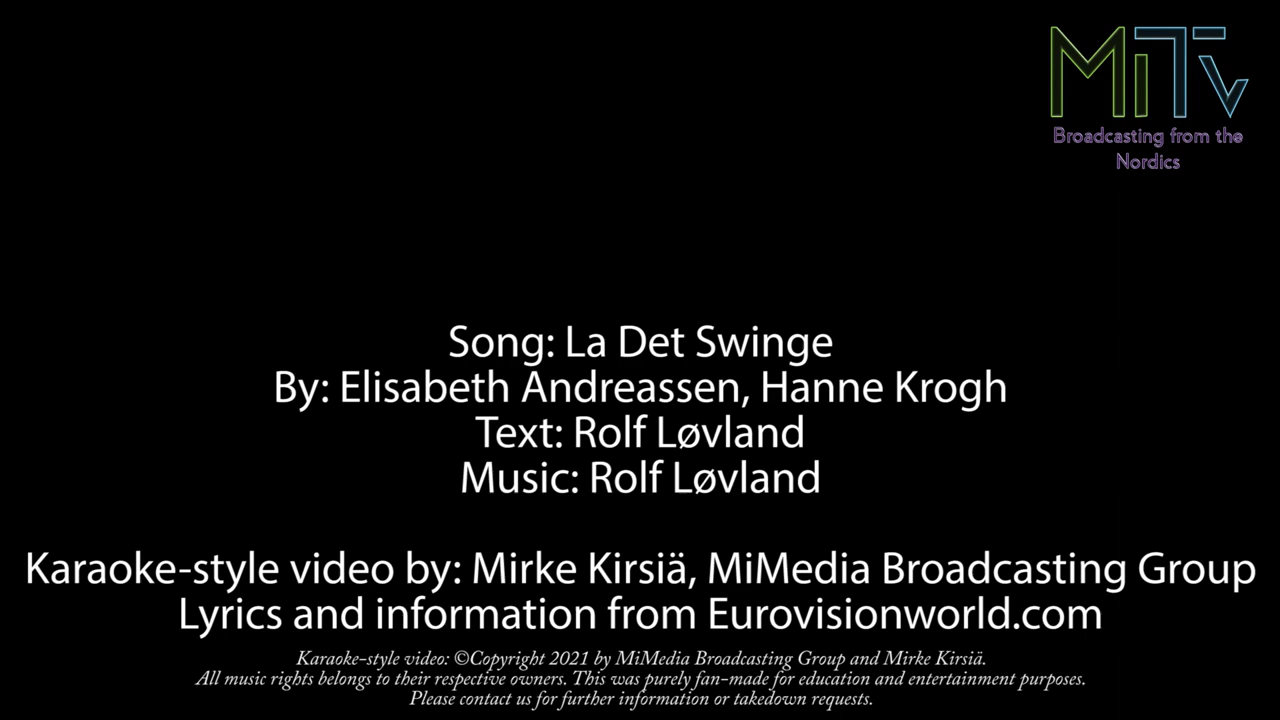 MiTv
Broadcasting from the
Nordics
Song: La Det Swinge
By: Elisabeth Andreassen, Hanne Krogh
Text: Rolf Løvland
Music: Rolf Løvland
Karaoke-style video by: Mirke Kirsiä, MiMedia Broadcasting Group
Lyrics and information from Eurovisionworld.com
Karaoke-style video: ©Copyright 2021 by MiMedia Broadcasting Group and Mirke Kirsiä.
All music rights belongs to their respective owners. This was purely fan-made for education and entertainment purposes.
Please contact us for further information or takedown requests.